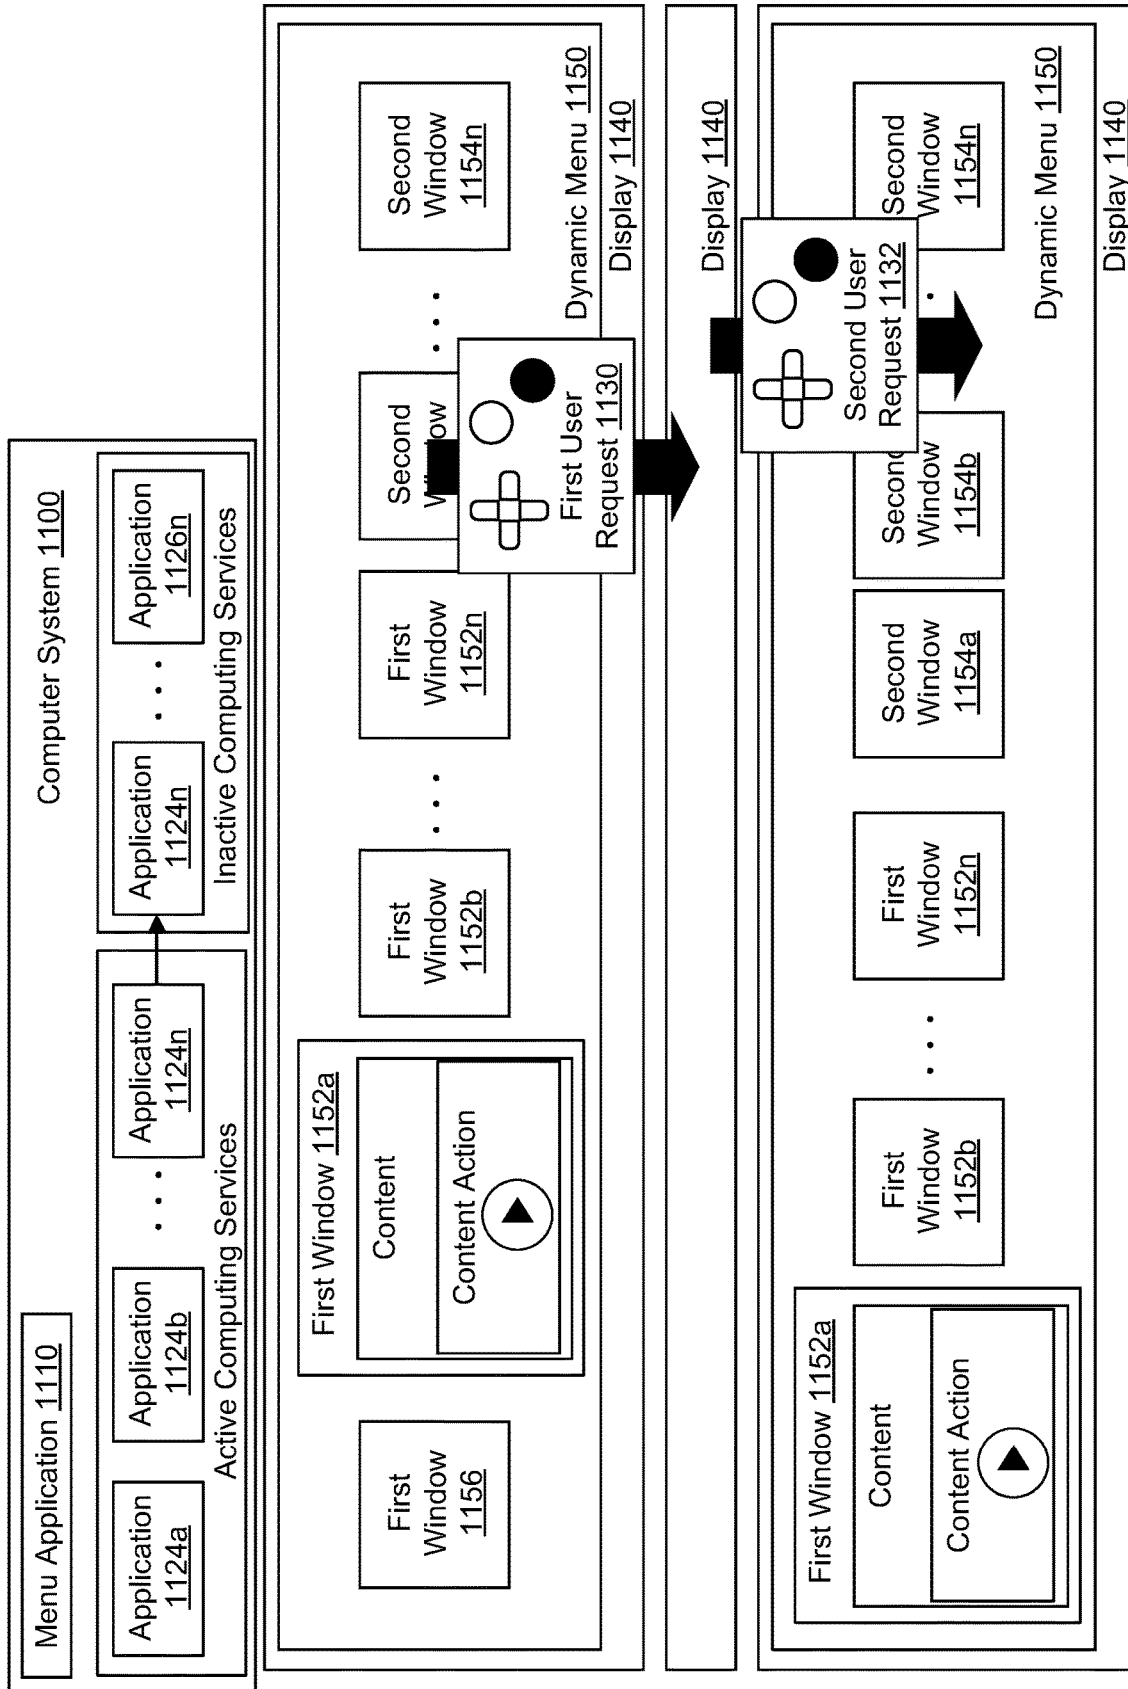 Menu Application 1110
Computer System 1100
Application
1124a
Application
1124b
. . .
Application
1124n
Active Computing Services
Application
1124n
. . .
Application
1126n
Inactive Computing Services
First
Window
1156
First Window 1152a
Content
Content Action
First
Window
1152b
. . .
First
Window
1152n
Second
Window
. . .
Second
Window
1154n
Dynamic Menu 1150
Display 1140
First User
Request 1130
Display 1140
Second User
Request 1132
First Window 1152a
Content
Content Action
First
Window
1152b
. . .
First
Window
1152n
Second
Window
1154a
Second
Window
1154b
.
Second
Window
1154n
Dynamic Menu 1150
Display 1140